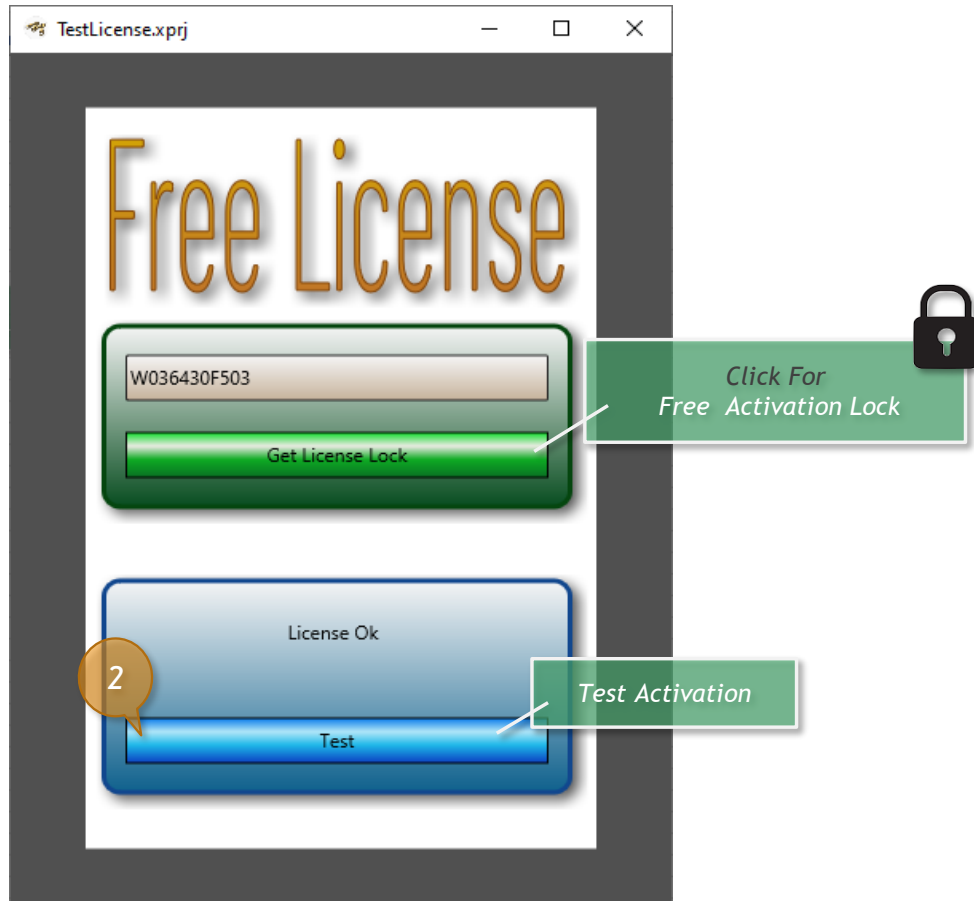 TestLicense.xprj
Free License
W036430F503
Get License Lock
Click For
Free Activation Lock
License Ok
2
Test Activation
Test